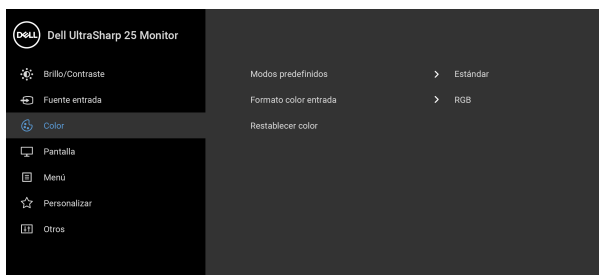 DELL Dell UltraSharp 25 Monitor
Brillo/Contraste
Modos predefinidos
Estándar
Fuente entrada
Formato color entrada
RGB
Color
Restablecer color
Pantalla
Menú
Personalizar
Otros